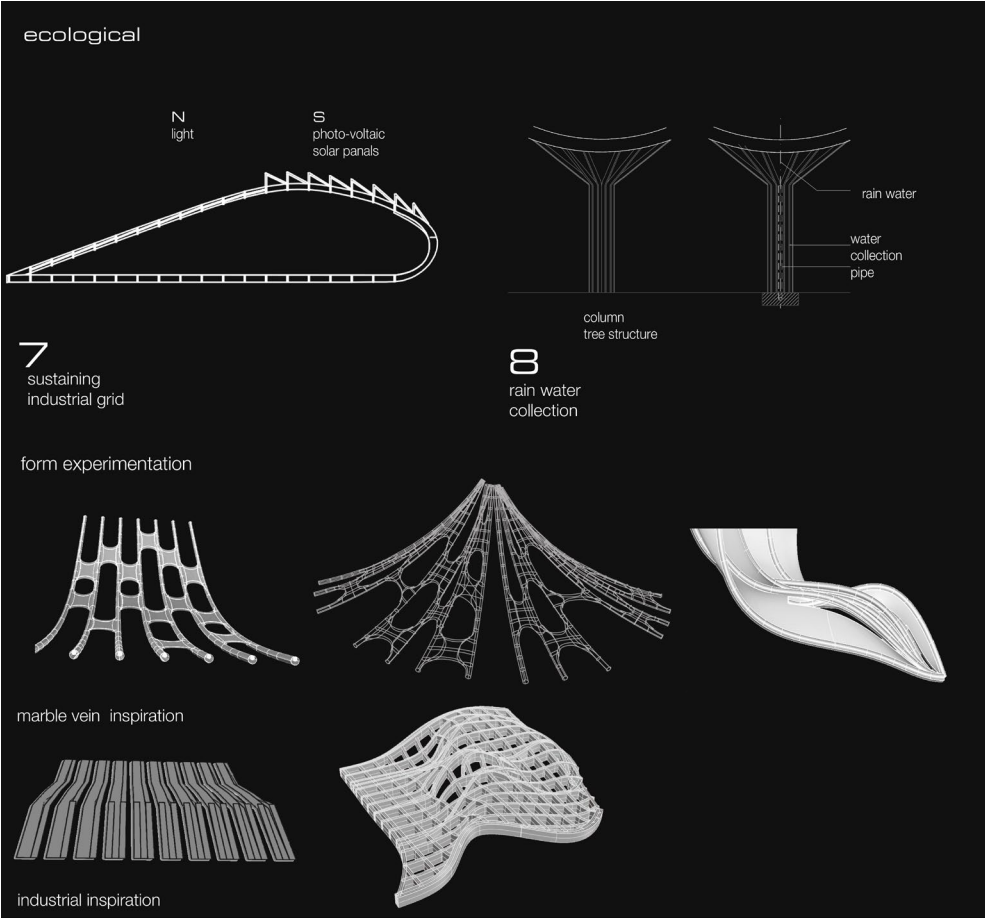 ecological
N
light
S
photo-voltaic
solar panals
rain water
water
collection
pipe
column
tree structure
7
sustaining
industrial grid
8
rain water
collection
form experimentation
marble vein inspiration
industrial inspiration